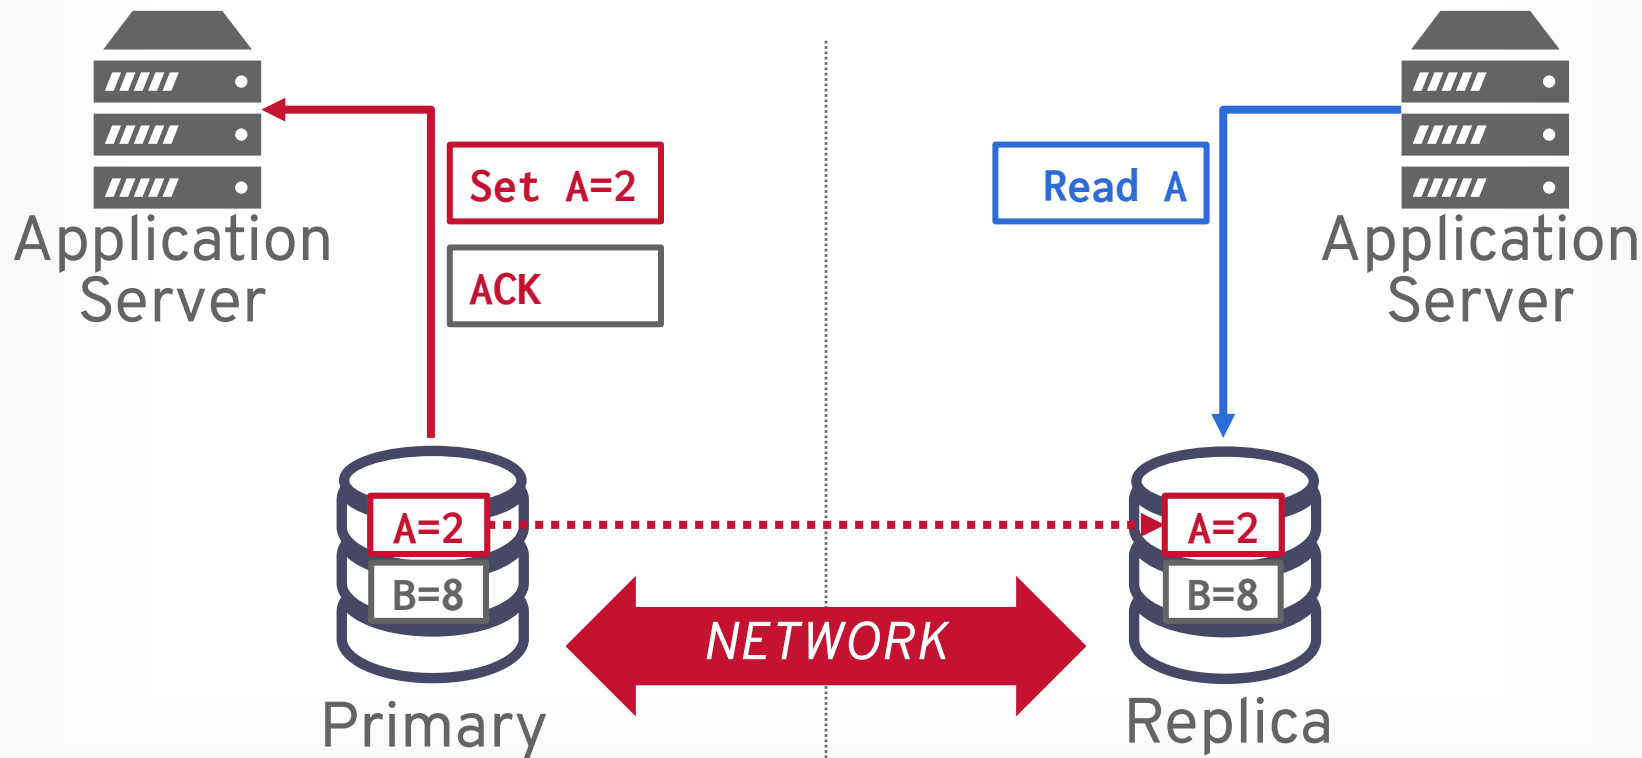 Set A=2
ACK
Application
Server
Read A
Application
Server
A=2
B=8
A=2
B=8
NETWORK
Primary
Replica